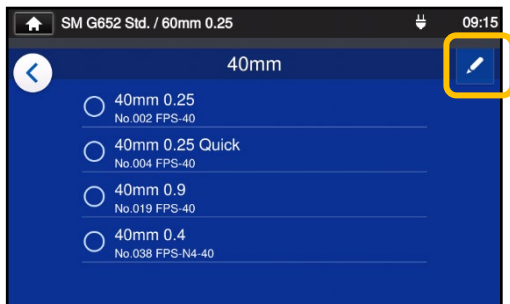 SM G652 Std. / 60mm 0.25 09:15
40mm
40mm 0.25
No.002 FPS-40
40mm 0.25 Quick
No.004 FPS-40
40mm 0.9
No.019 FPS-40
40mm 0.4
No.038 FPS-N4-40